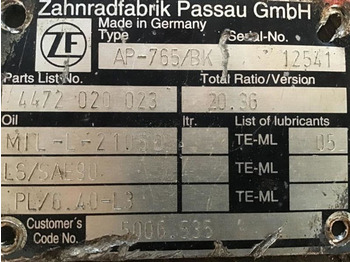 Zahnradfabrik Passau GmbH
ZF
Made in Germany
Type Serial-No.
AP-765/BK 12541
Parts List-No. Total Ratio/Version
4472 020 023 20.36
Oil ltr. List of lubricants
MIL-L- TE-ML 05
TE-ML
TE-ML
Customer's
Code No.